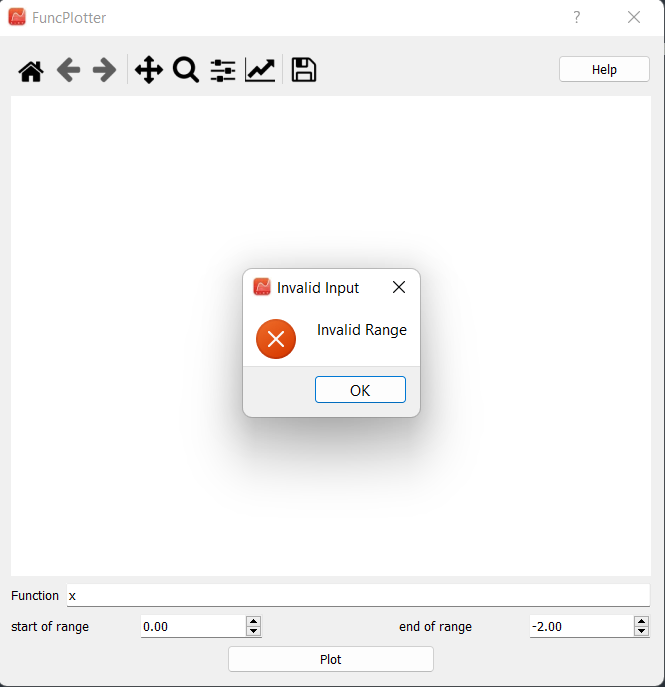 FuncPlotter ?
Help
Invalid Input
Invalid Range
OK
Function x
start of range 0.00 end of range -2.00
Plot